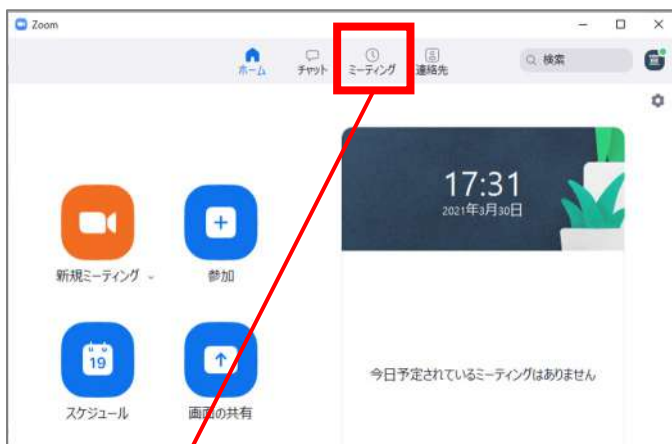 Zoom
ホーム
チャット
ミーティング
連絡先
検索
17:31
2021年3月30日
新規ミーティング
参加
19
スケジュール
画面の共有
今日予定されているミーティングはありません